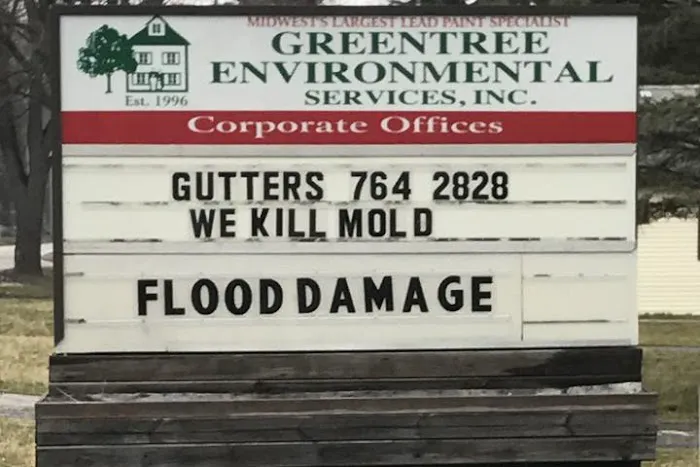 MIDWEST'S LARGEST LEAD PAINT SPECIALIST
GREENTREE
ENVIRONMENTAL
SERVICES, INC.
Est. 1996
Corporate Offices
GUTTERS 764 2828
WE KILL MOLD
FLOOD DAMAGE